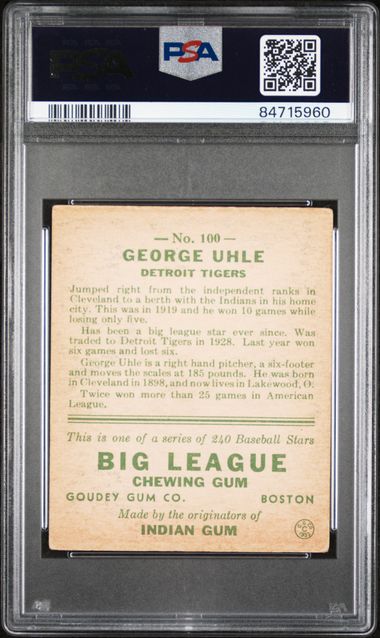 PSA
PSA
84715960
— No. 100 —
GEORGE UHLE
DETROIT TIGERS
Jumped right from the independent ranks in
Cleveland to a berth with the Indians in his home
city. This was in 1919 and he won 10 games while
losing only five.
Has been a big league star ever since. Was
traded to Detroit Tigers in 1928. Last year won
six games and lost six.
George Uhle is a right hand pitcher, a six-footer
and moves the scales at 185 pounds. He was born
in Cleveland in 1898, and now lives in Lakewood, O.
Twice won more than 25 games in American
League.
This is one of a series of 240 Baseball Stars
BIG LEAGUE
CHEWING GUM
GOUDEY GUM CO. BOSTON
Made by the originators of
INDIAN GUM